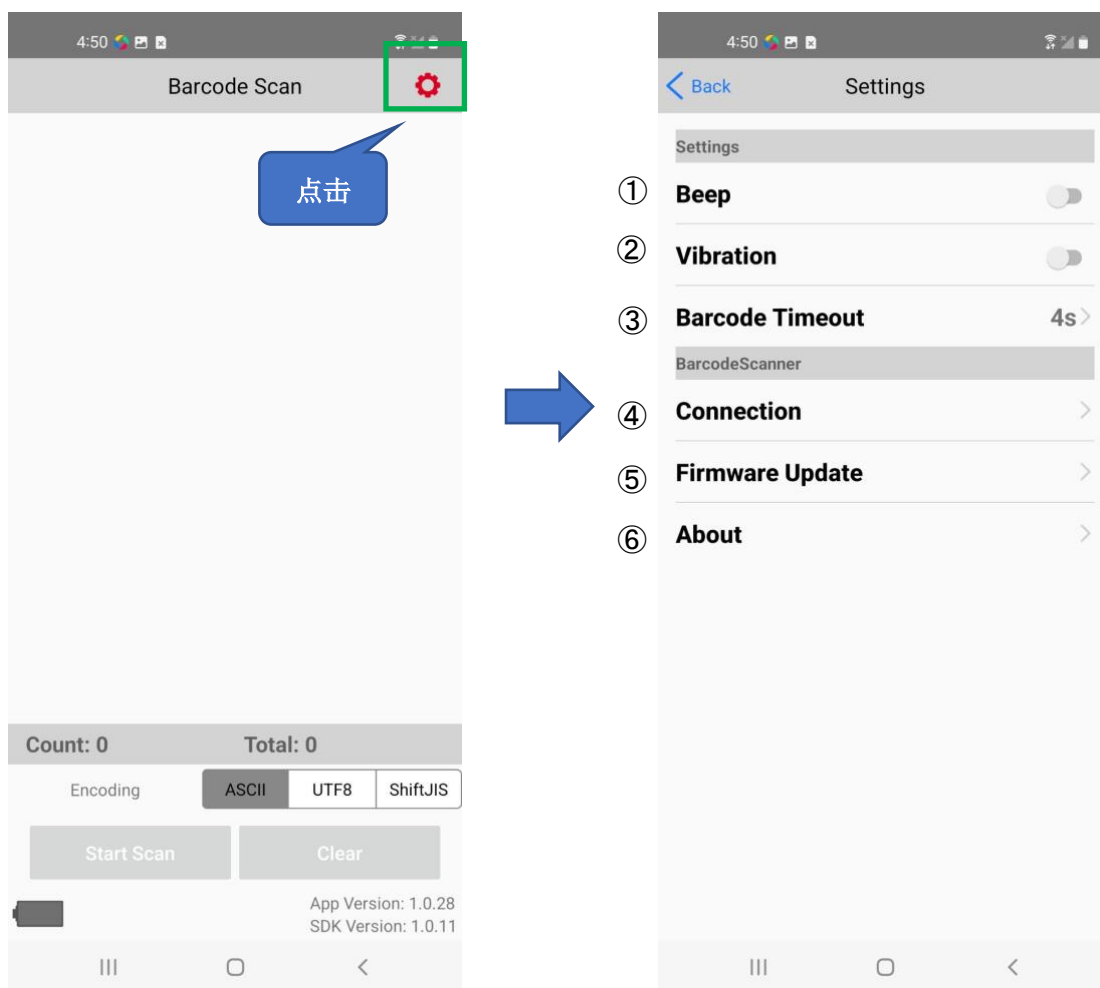 4:50
Barcode Scan
点击
Count: 0 Total: 0
Encoding ASCII UTF8 ShiftJIS
Start Scan Clear
App Version: 1.0.28
SDK Version: 1.0.11
4:50
Back Settings
Settings
① Beep
② Vibration
③ Barcode Timeout 4s
BarcodeScanner
④ Connection
⑤ Firmware Update
⑥ About